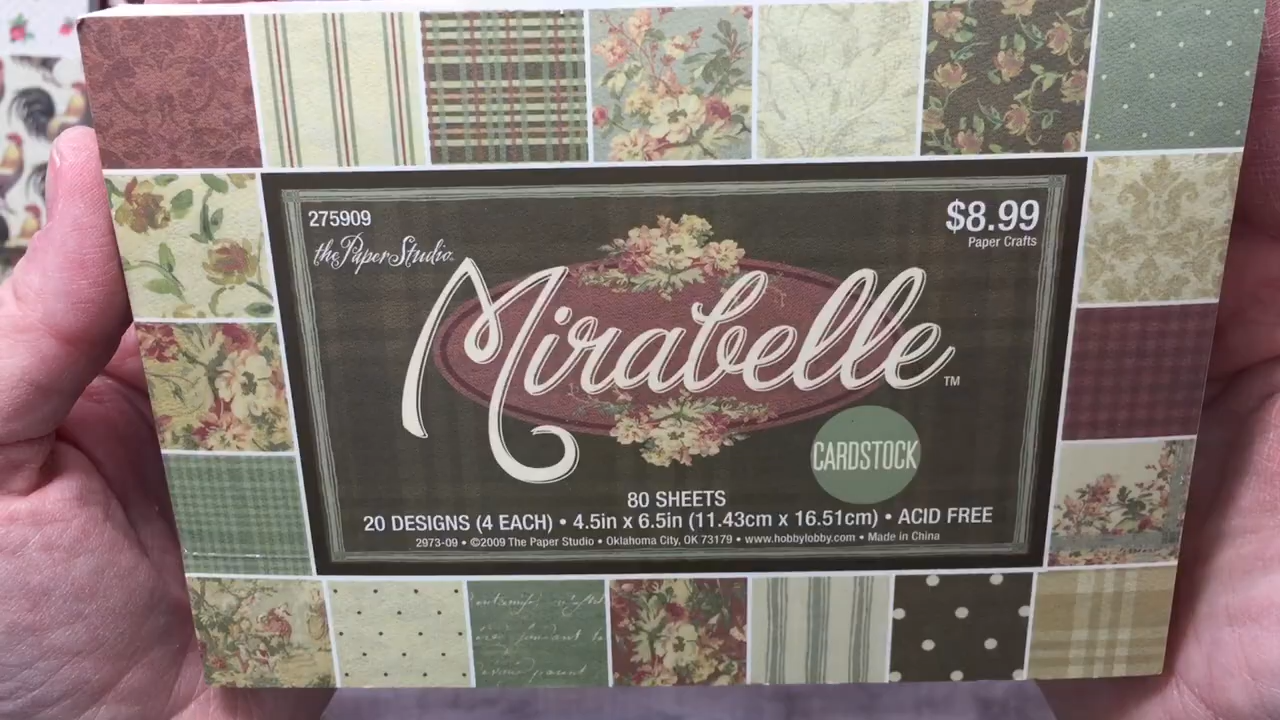 275909
$8.99
the Paper Studio
Paper Crafts
Mirabelle™
CARDSTOCK
80 SHEETS
20 DESIGNS (4 EACH) • 4.5in x 6.5in (11.43cm x 16.51cm) • ACID FREE
2973-09 • ©2009 The Paper Studio • Oklahoma City, OK 73179 • www.hobbylobby.com • Made in China